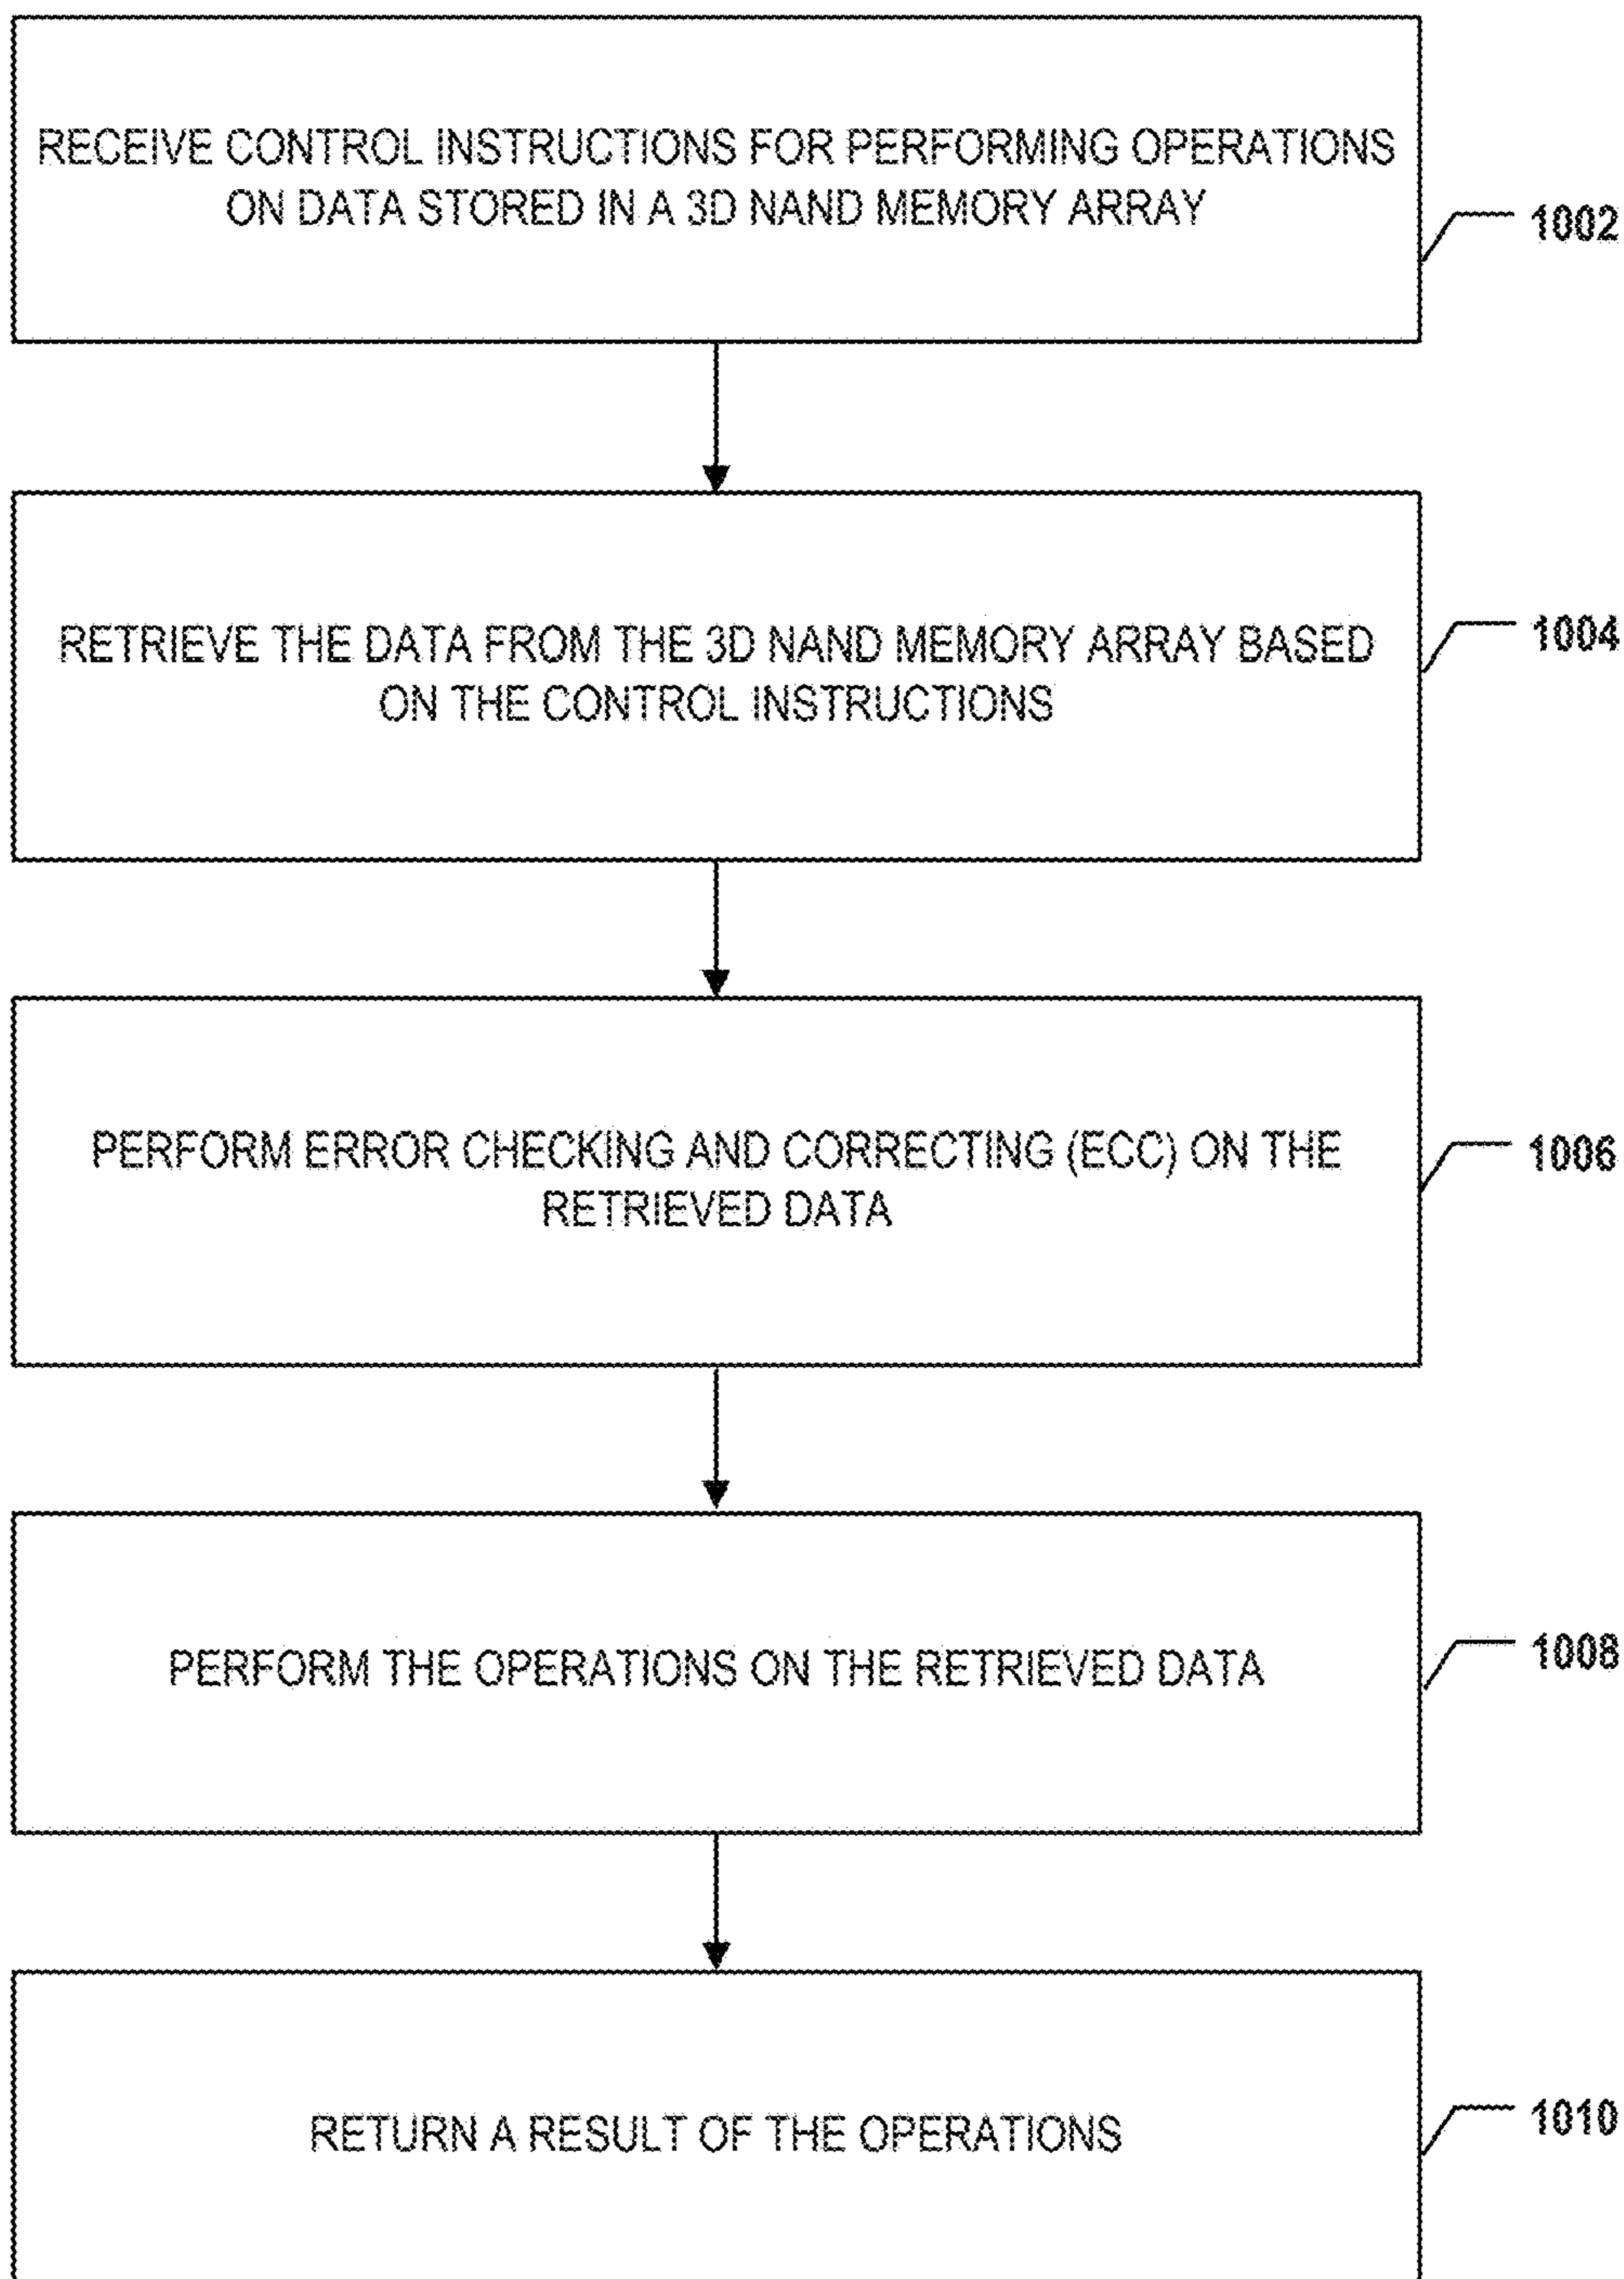 RECEIVE CONTROL INSTRUCTIONS FOR PERFORMING OPERATIONS
ON DATA STORED IN A 3D NAND MEMORY ARRAY
1002
RETRIEVE THE DATA FROM THE 3D NAND MEMORY ARRAY BASED
ON THE CONTROL INSTRUCTIONS
1004
PERFORM ERROR CHECKING AND CORRECTING (ECC) ON THE
RETRIEVED DATA
1006
PERFORM THE OPERATIONS ON THE RETRIEVED DATA
1008
RETURN A RESULT OF THE OPERATIONS
1010